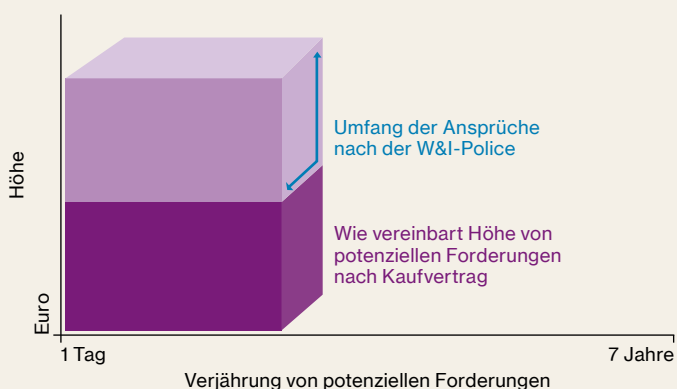 Umfang der Ansprüche
nach der W&I-Police
Höhe
Wie vereinbart Höhe von
potenziellen Forderungen
nach Kaufvertrag
Euro
1 Tag
7 Jahre
Verjährung von potenziellen Forderungen